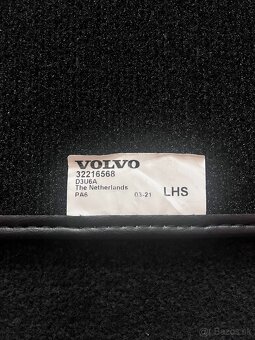 VOLVO
32216568
D3U6A
The Netherlands
PA6 03-21 LHS
Bazos.sk